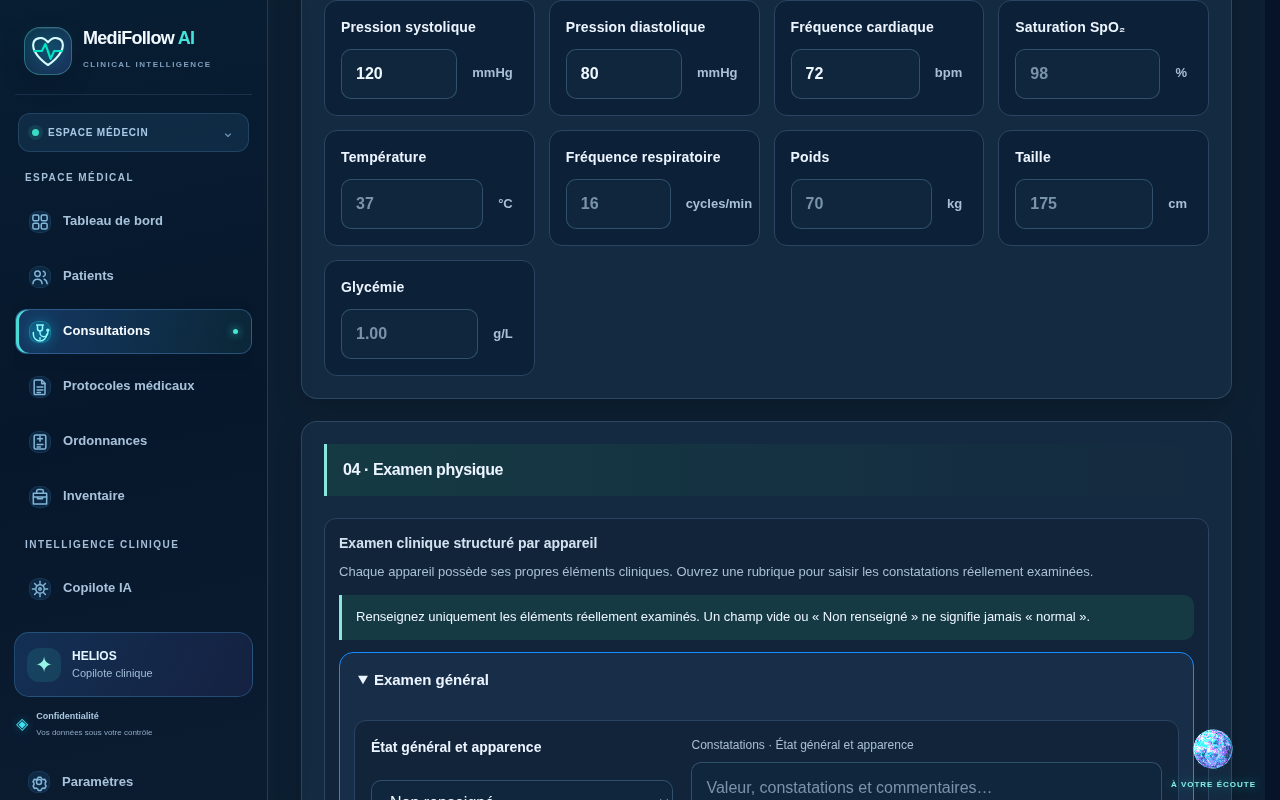 MediFollow AI
CLINICAL INTELLIGENCE
ESPACE MÉDECIN
ESPACE MÉDICAL
Tableau de bord
Patients
Consultations
Protocoles médicaux
Ordonnances
Inventaire
INTELLIGENCE CLINIQUE
Copilote IA
HELIOS
Copilote clinique
Confidentialité
Vos données sous votre contrôle
Paramètres
Pression systolique
120 mmHg
Pression diastolique
80 mmHg
Fréquence cardiaque
72 bpm
Saturation SpO₂
98 %
Température
37 °C
Fréquence respiratoire
16 cycles/min
Poids
70 kg
Taille
175 cm
Glycémie
1.00 g/L
04 · Examen physique
Examen clinique structuré par appareil
Chaque appareil possède ses propres éléments cliniques. Ouvrez une rubrique pour saisir les constatations réellement examinées.
Renseignez uniquement les éléments réellement examinés. Un champ vide ou « Non renseigné » ne signifie jamais « normal ».
▼ Examen général
État général et apparence
Non renseigné
Constatations · État général et apparence
Valeur, constatations et commentaires…
À VOTRE ÉCOUTE